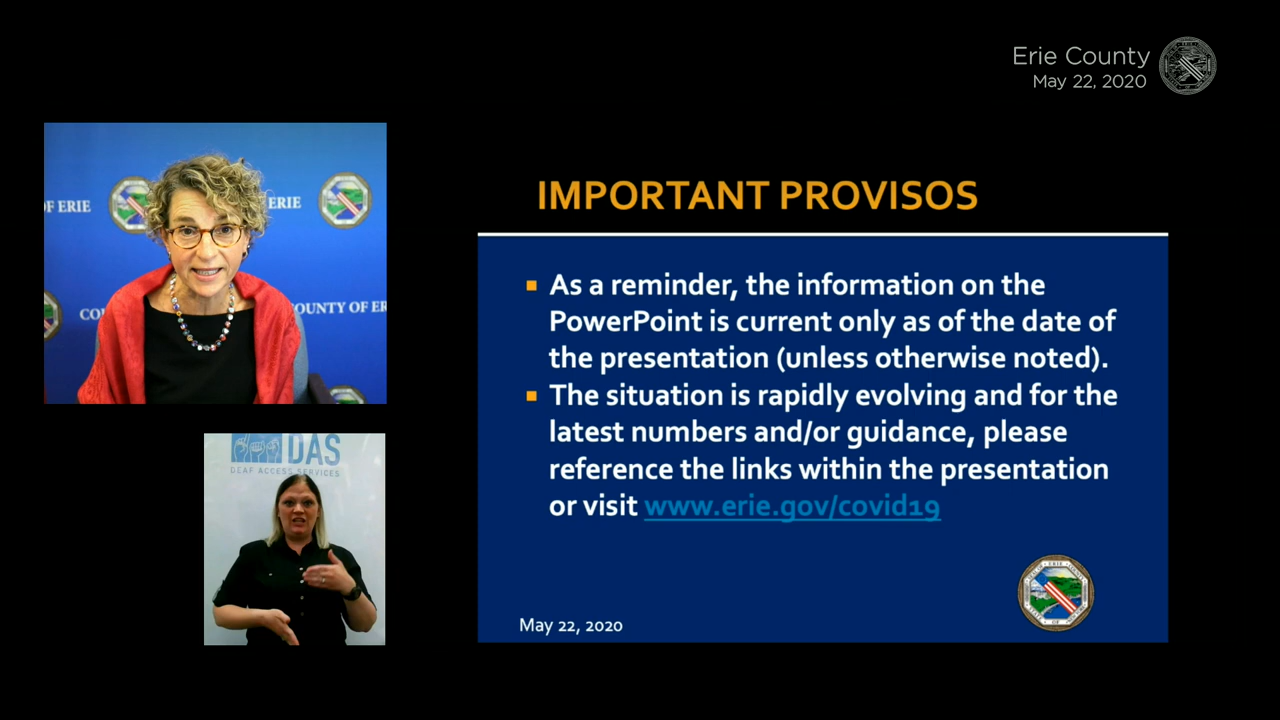 Erie County
May 22, 2020
OF ERIE
ERIE
COUNTY OF ER
DAS
DEAF ACCESS SERVICES
IMPORTANT PROVISOS
▪ As a reminder, the information on the
PowerPoint is current only as of the date of
the presentation (unless otherwise noted).
▪ The situation is rapidly evolving and for the
latest numbers and/or guidance, please
reference the links within the presentation
or visit www.erie.gov/covid19
May 22, 2020